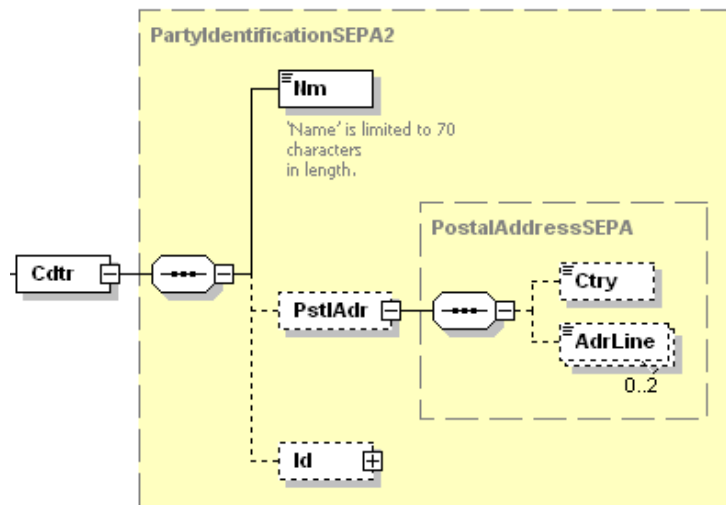 PartyIdentificationSEPA2
Nm
'Name' is limited to 70
characters
in length.
PostalAddressSEPA
Cdtr
Ctry
PstlAdr
AdrLine
0..2
Id